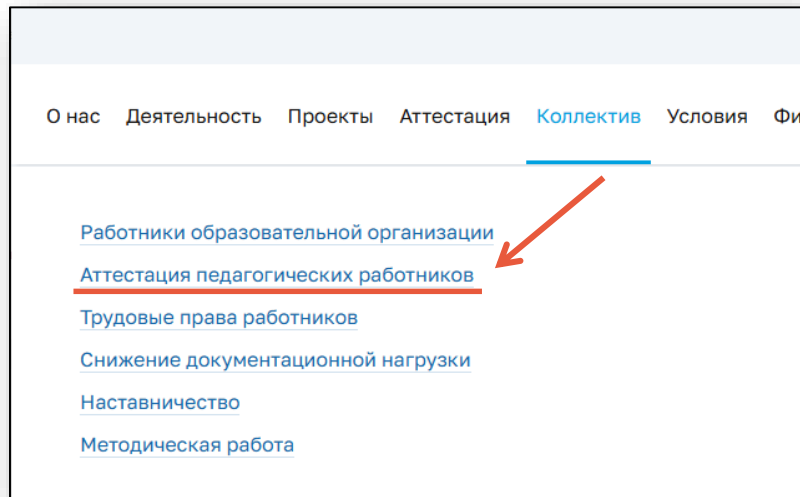 О нас Деятельность Проекты Аттестация Коллектив Условия Фи
Работники образовательной организации
Аттестация педагогических работников
Трудовые права работников
Снижение документационной нагрузки
Наставничество
Методическая работа